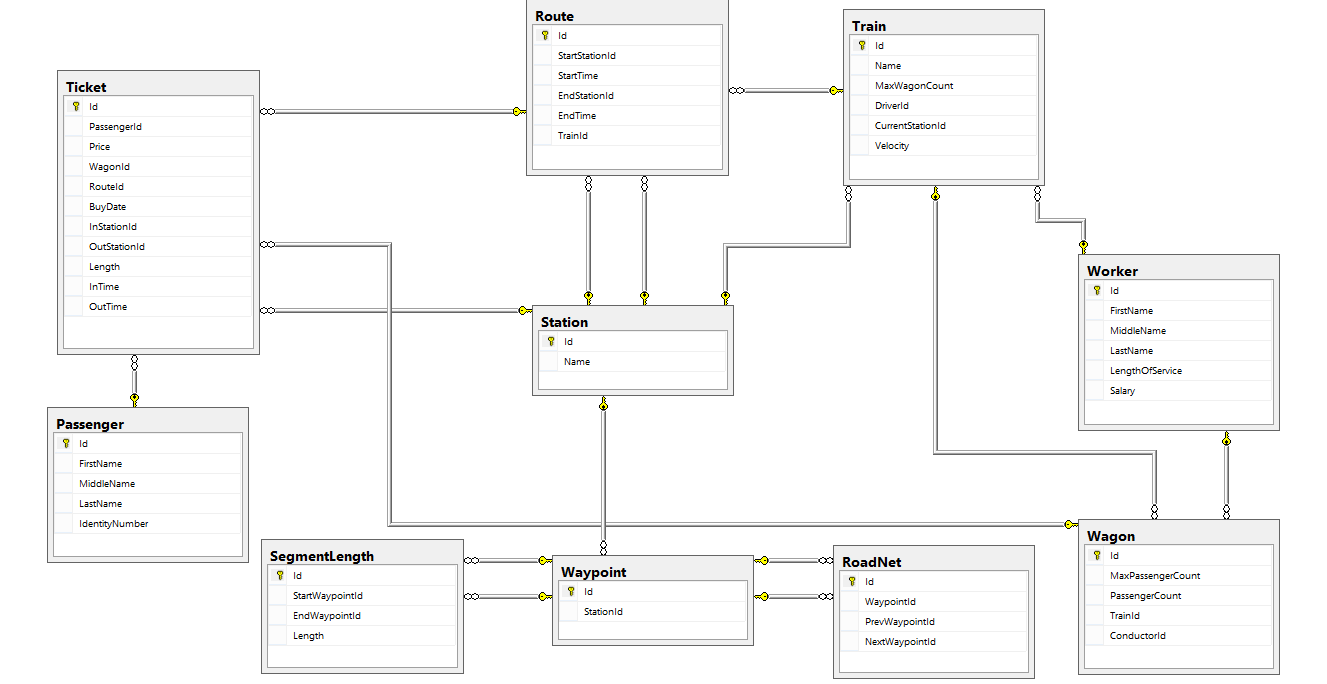 Route
Id
StartStationId
StartTime
EndStationId
EndTime
TrainId
Train
Id
Name
MaxWagonCount
DriverId
CurrentStationId
Velocity
Ticket
Id
PassengerId
Price
WagonId
RouteId
BuyDate
InStationId
OutStationId
Length
InTime
OutTime
Station
Id
Name
Worker
Id
FirstName
MiddleName
LastName
LengthOfService
Salary
Passenger
Id
FirstName
MiddleName
LastName
IdentityNumber
SegmentLength
Id
StartWaypointId
EndWaypointId
Length
Waypoint
Id
StationId
RoadNet
Id
WaypointId
PrevWaypointId
NextWaypointId
Wagon
Id
MaxPassengerCount
PassengerCount
TrainId
ConductorId